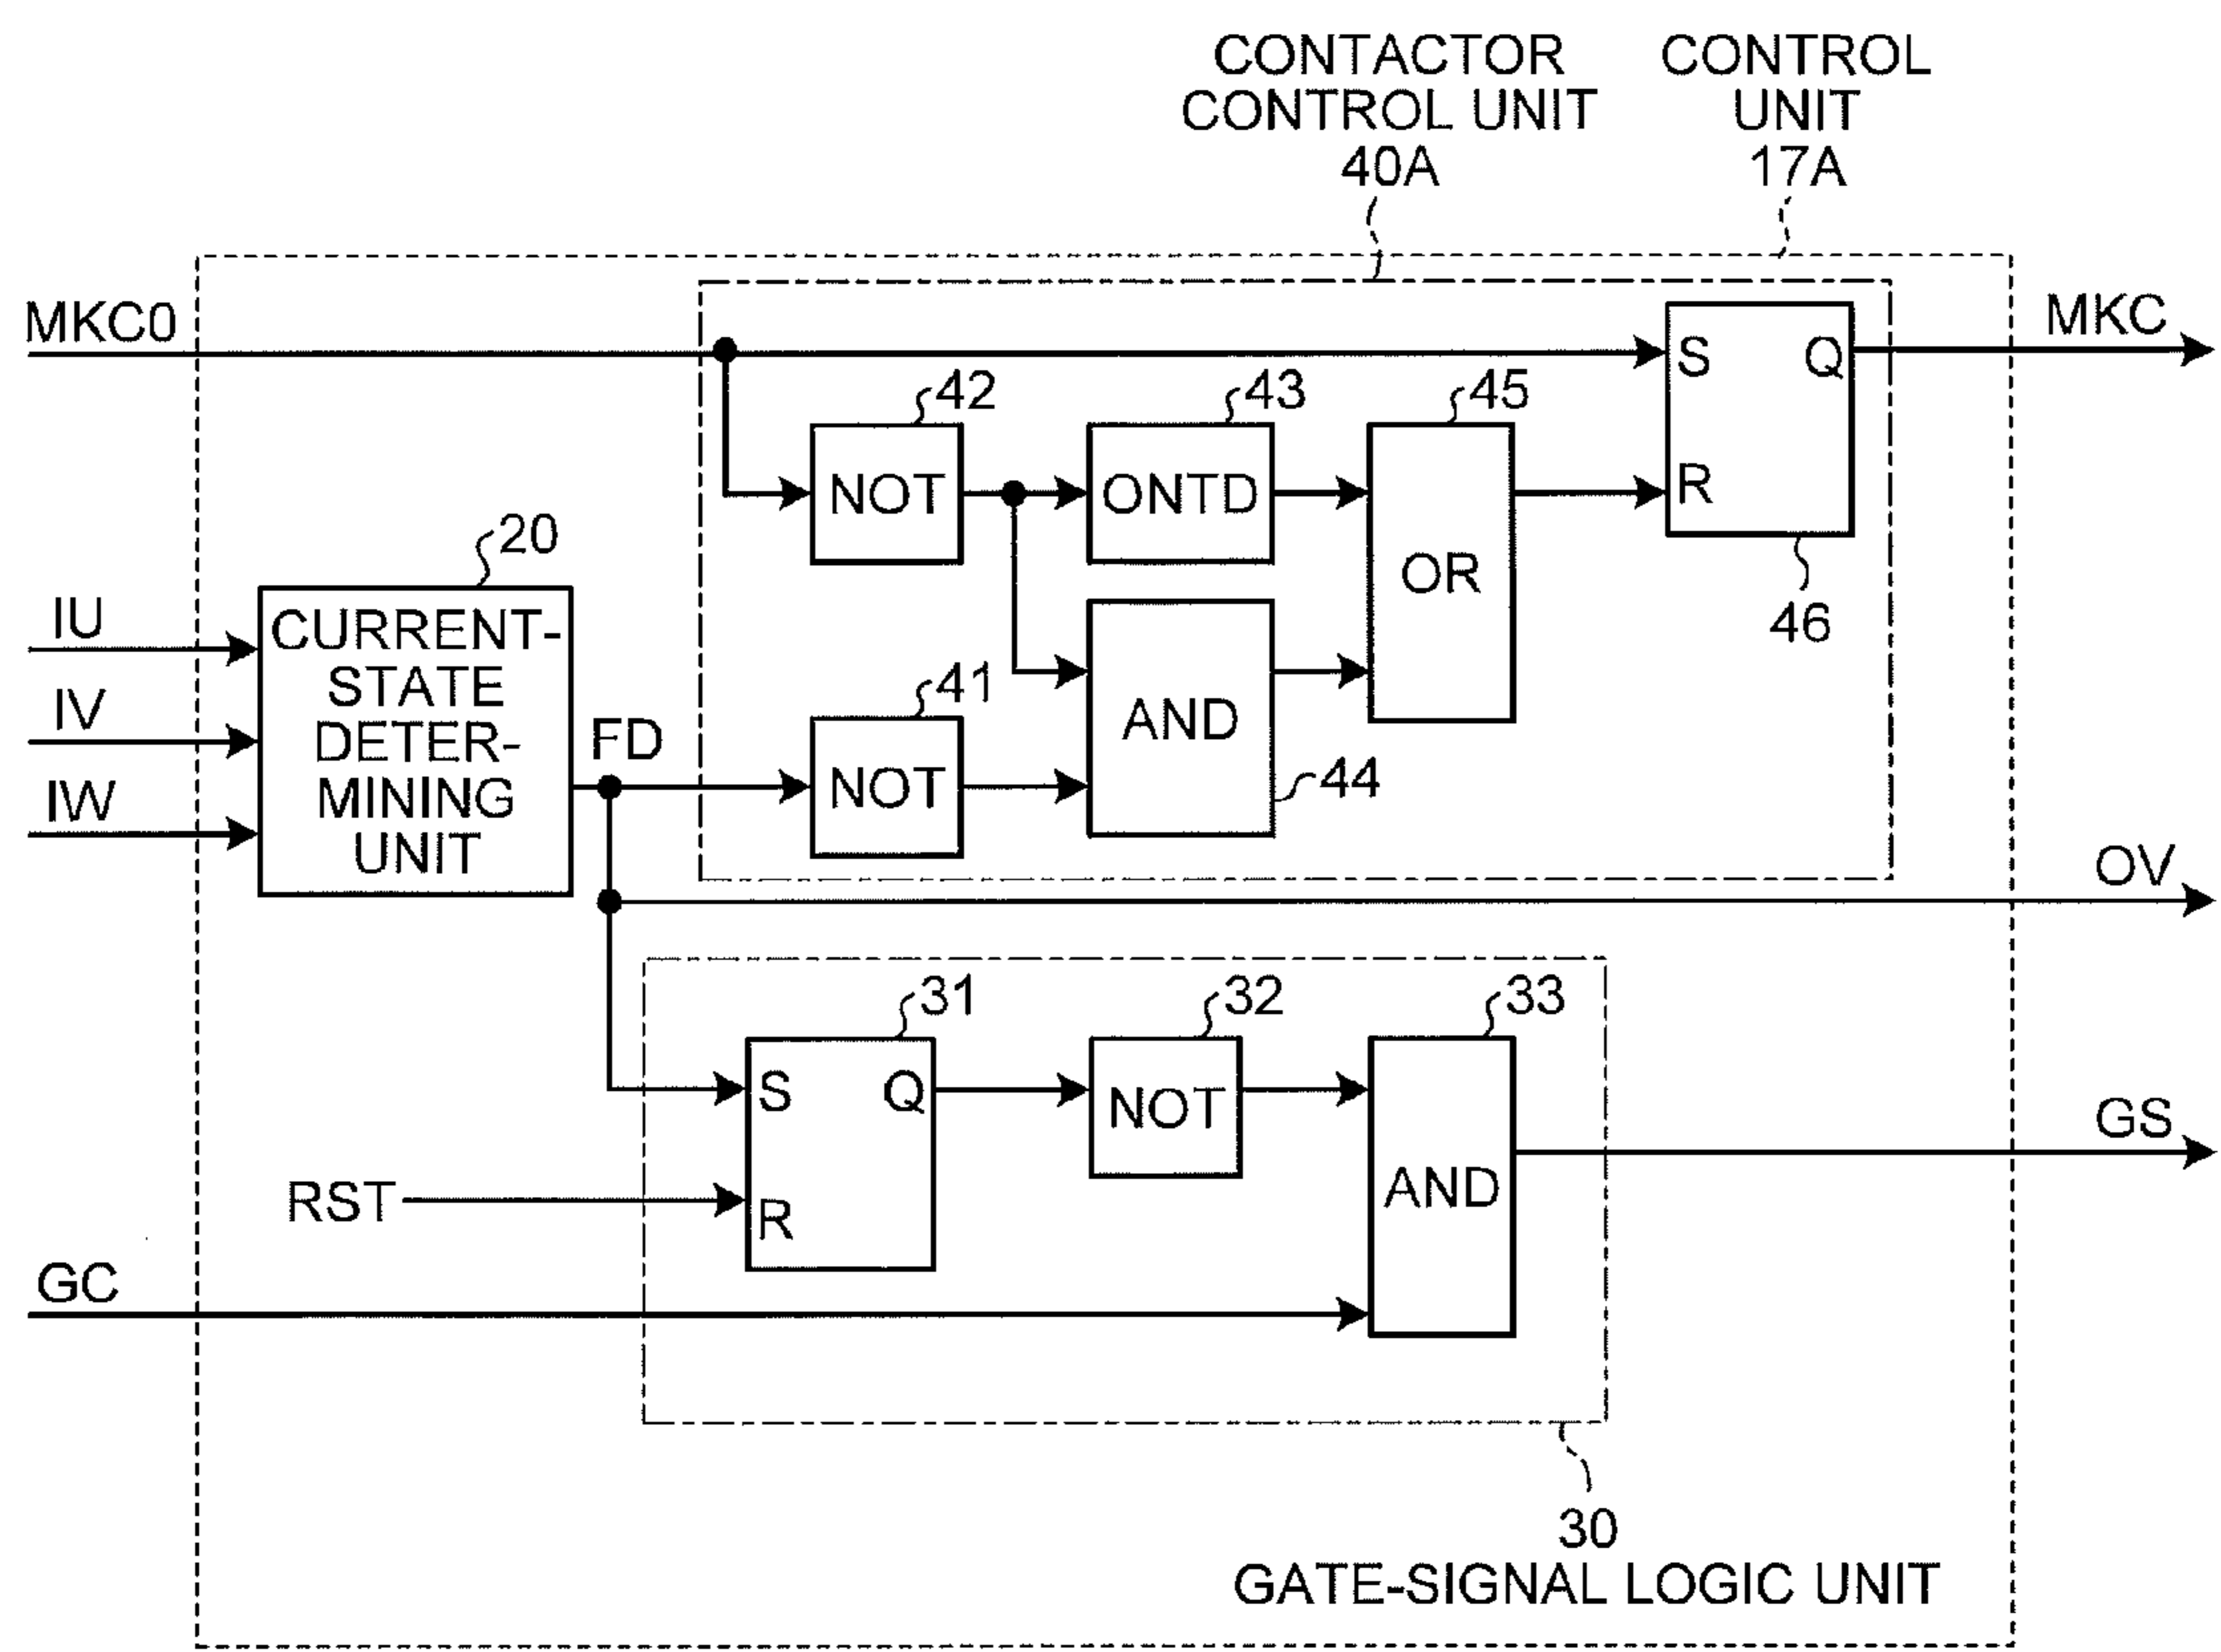 CONTACTOR
CONTROL UNIT
40A
CONTROL
UNIT
17A
MKC0
MKC
S
Q
R
46
42
NOT
43
ONTD
45
OR
20
CURRENT-
STATE
DETER-
MINING
UNIT
IU
IV
IW
FD
41
NOT
AND
44
OV
31
S
Q
R
32
NOT
33
AND
GS
RST
GC
30
GATE-SIGNAL LOGIC UNIT